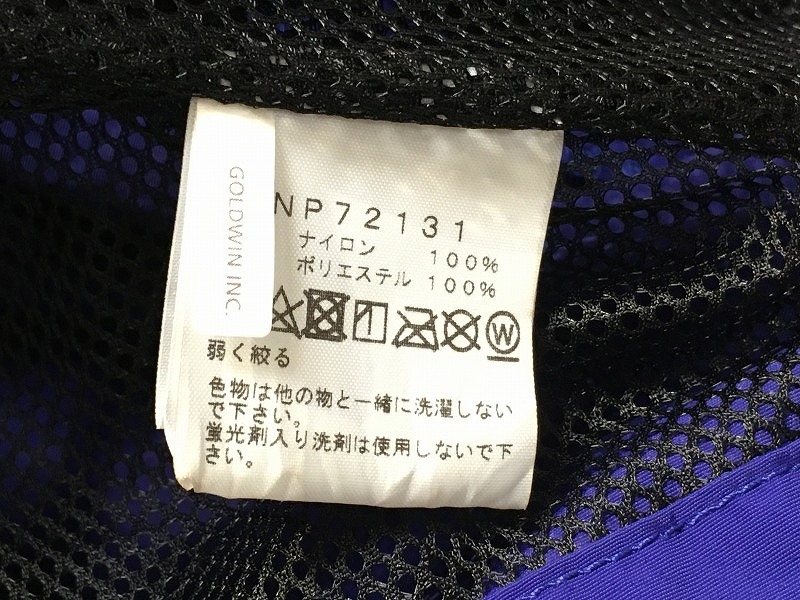 GOLDWIN INC.
NP72131
ナイロン 100%
ポリエステル 100%
W
弱く絞る
色物は他の物と一緒に洗濯しない
で下さい。
蛍光剤入り洗剤は使用しないで下
さい。